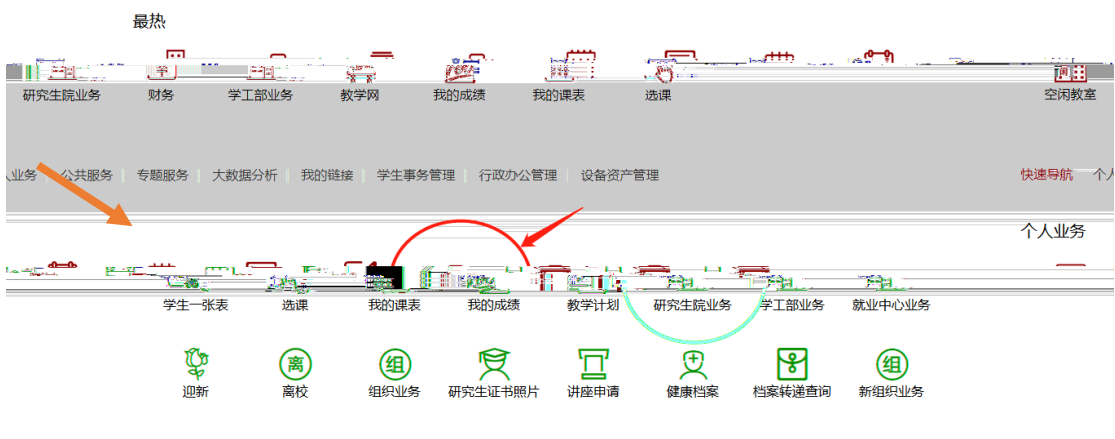 最热
研究生院业务 财务 学工部业务 教学网 我的成绩 我的课表 选课 空闲教室
人业务 公共服务 专题服务 大数据分析 我的链接 学生事务管理 行政办公管理 设备资产管理 快速导航 个人
个人业务
学生一张表 选课 我的课表 我的成绩 教学计划 研究生院业务 学工部业务 就业中心业务
离 组 组
迎新 离校 组织业务 研究生证书照片 讲座申请 健康档案 档案转递查询 新组织业务